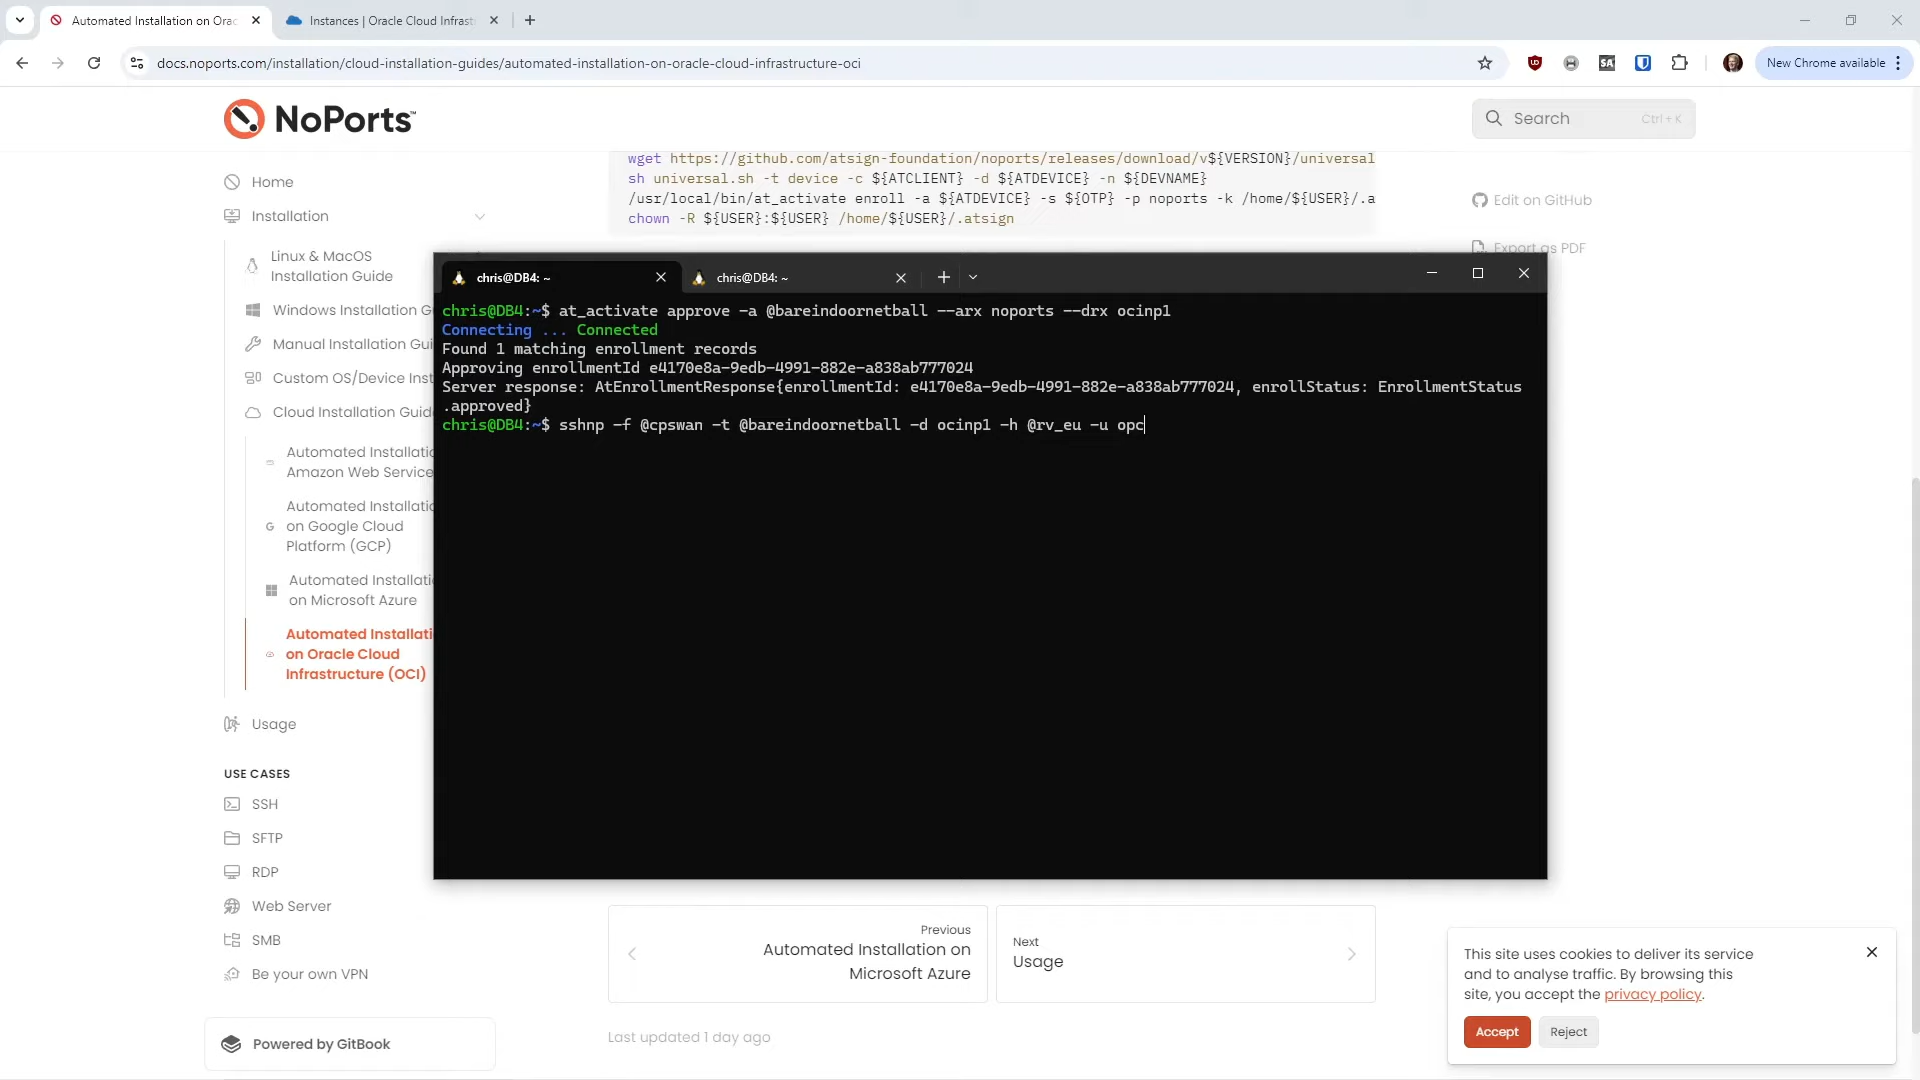 Automated Installation on Orac
Instances | Oracle Cloud Infrast
docs.noports.com/installation/cloud-installation-guides/automated-installation-on-oracle-cloud-infrastructure-oci
New Chrome available
NoPorts™
Search
Ctrl + K
wget https://github.com/atsign-foundation/noports/releases/download/v${VERSION}/universal
sh universal.sh -t device -c ${ATCLIENT} -d ${ATDEVICE} -n ${DEVNAME}
/usr/local/bin/at_activate enroll -a ${ATDEVICE} -s ${OTP} -p noports -k /home/${USER}/.a
chown -R ${USER}:${USER} /home/${USER}/.atsign
Edit on GitHub
Export as PDF
Home
Installation
Linux & MacOS
Installation Guide
Windows Installation G
Manual Installation Gui
Custom OS/Device Inst
Cloud Installation Guid
Automated Installatio
Amazon Web Service
Automated Installatio
on Google Cloud
Platform (GCP)
Automated Installati
on Microsoft Azure
Automated Installati
on Oracle Cloud
Infrastructure (OCI)
Usage
USE CASES
SSH
SFTP
RDP
Web Server
SMB
Be your own VPN
Powered by GitBook
chris@DB4: ~
chris@DB4: ~
chris@DB4:~$ at_activate approve -a @bareindoornetball --arx noports --drx ocinp1
Connecting ... Connected
Found 1 matching enrollment records
Approving enrollmentId e4170e8a-9edb-4991-882e-a838ab777024
Server response: AtEnrollmentResponse{enrollmentId: e4170e8a-9edb-4991-882e-a838ab777024, enrollStatus: EnrollmentStatus
.approved}
chris@DB4:~$ sshnp -f @cpswan -t @bareindoornetball -d ocinp1 -h @rv_eu -u opc
Previous
Automated Installation on
Microsoft Azure
Next
Usage
Last updated 1 day ago
This site uses cookies to deliver its service
and to analyse traffic. By browsing this
site, you accept the privacy policy.
Accept
Reject